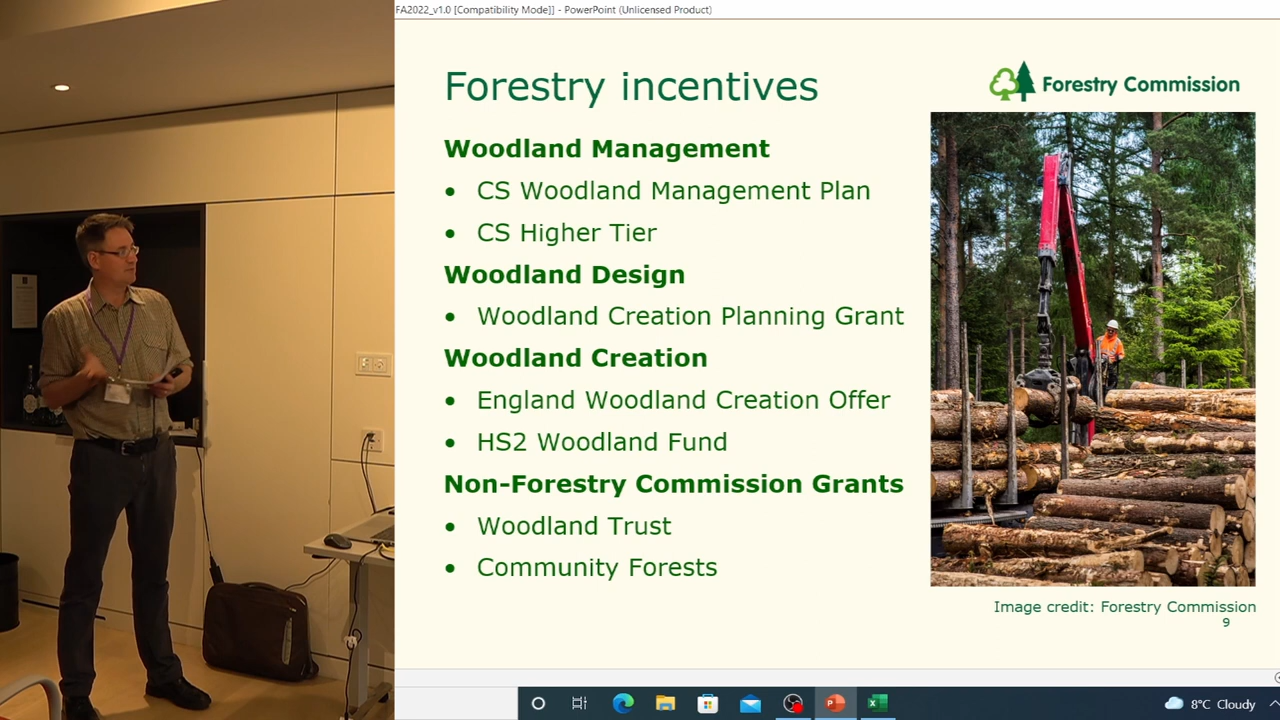 FA2022_v1.0 [Compatibility Mode]] - PowerPoint (Unlicensed Product)
Forestry incentives
Forestry Commission
Woodland Management
• CS Woodland Management Plan
• CS Higher Tier
Woodland Design
• Woodland Creation Planning Grant
Woodland Creation
• England Woodland Creation Offer
• HS2 Woodland Fund
Non-Forestry Commission Grants
• Woodland Trust
• Community Forests
Image credit: Forestry Commission
9
8°C Cloudy